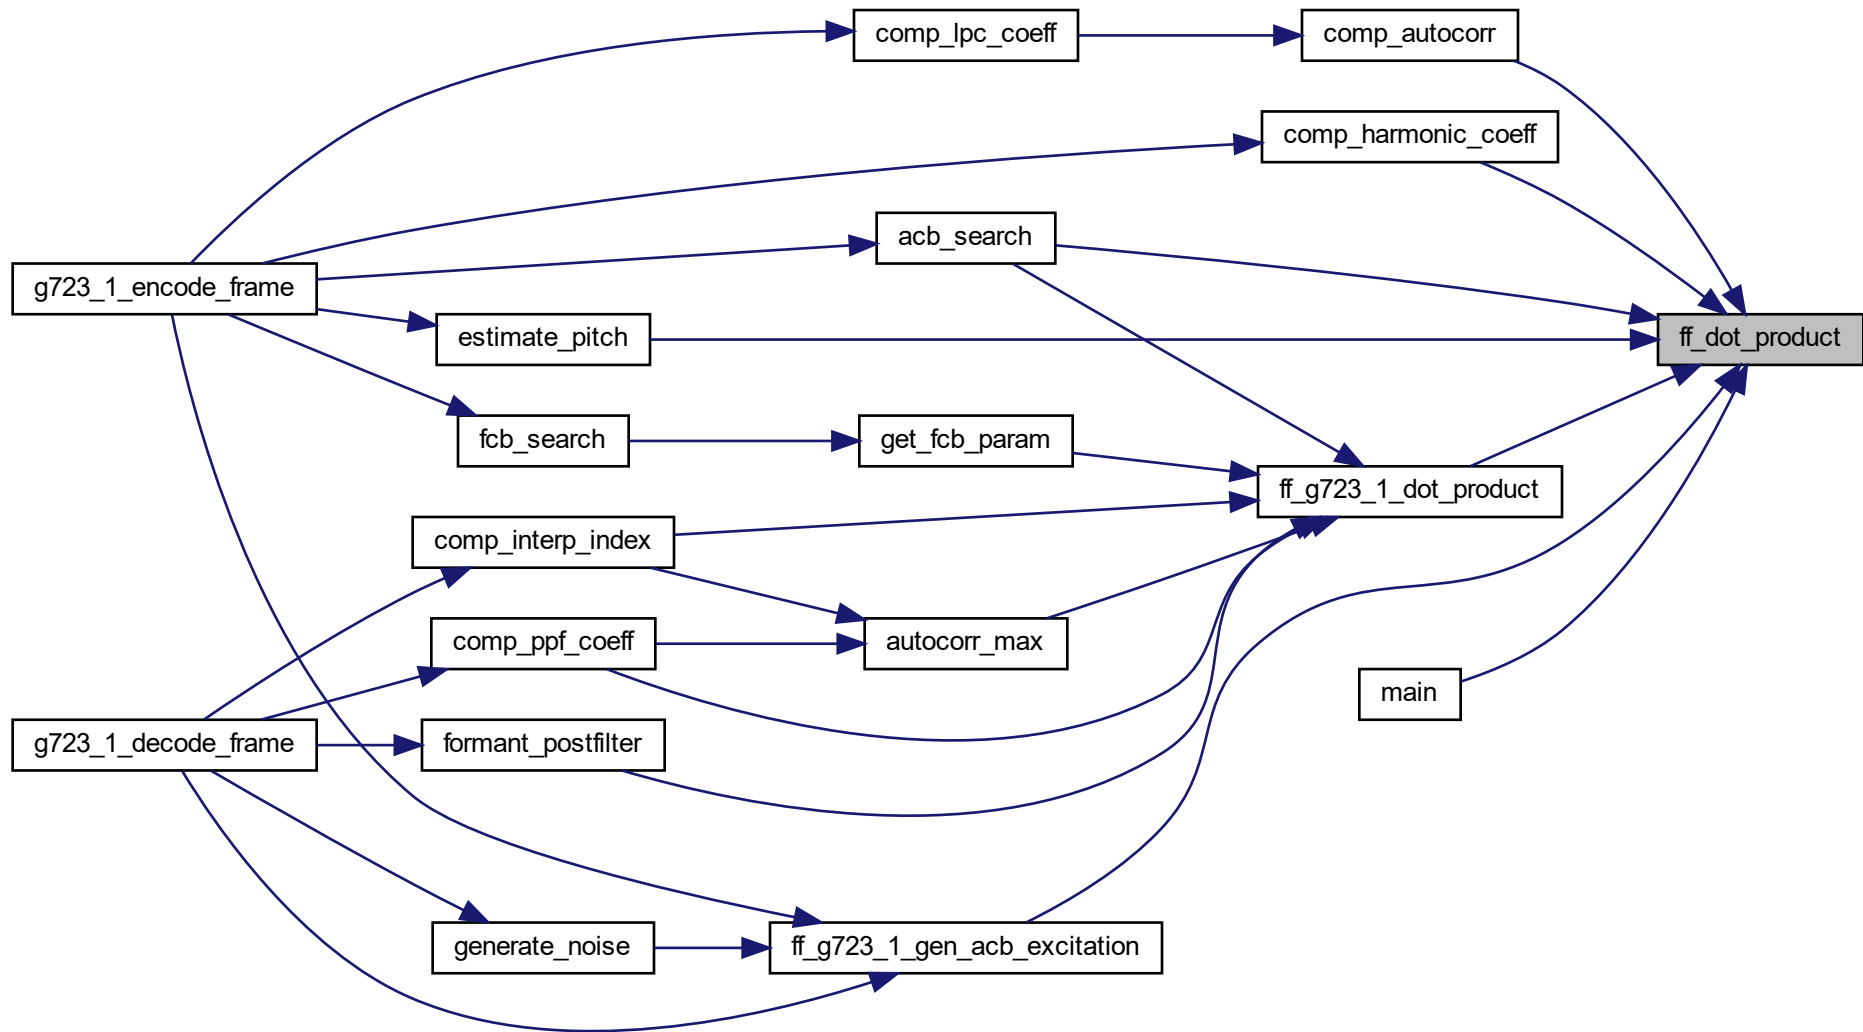 comp_lpc_coeff
comp_autocorr
comp_harmonic_coeff
acb_search
g723_1_encode_frame
estimate_pitch
ff_dot_product
fcb_search
get_fcb_param
ff_g723_1_dot_product
comp_interp_index
comp_ppf_coeff
autocorr_max
main
g723_1_decode_frame
formant_postfilter
generate_noise
ff_g723_1_gen_acb_excitation